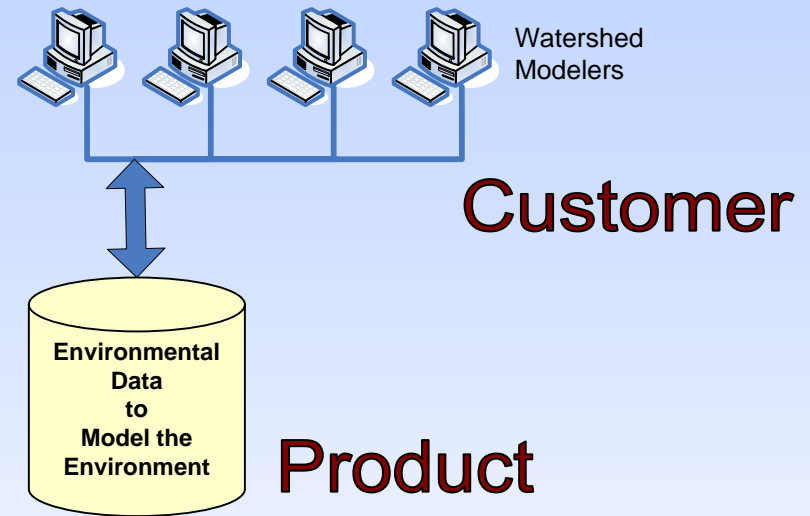 Watershed
Modelers
Customer
Environmental
Data
to
Model the
Environment
Product